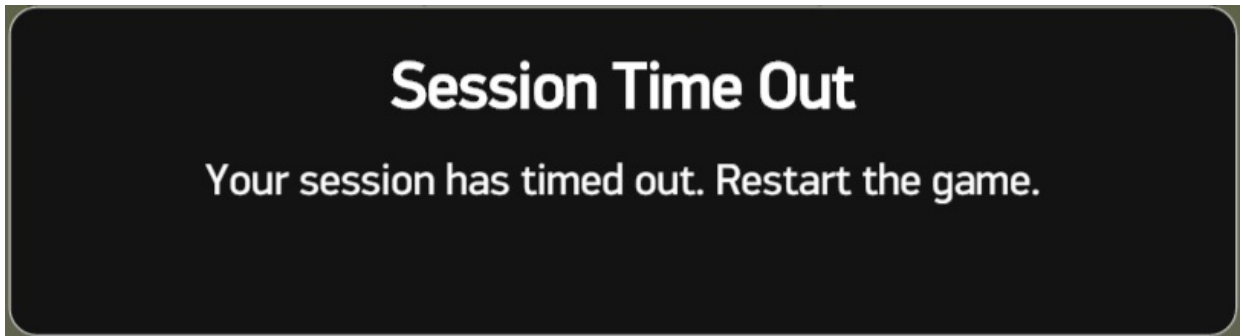 Session Time Out
Your session has timed out. Restart the game.